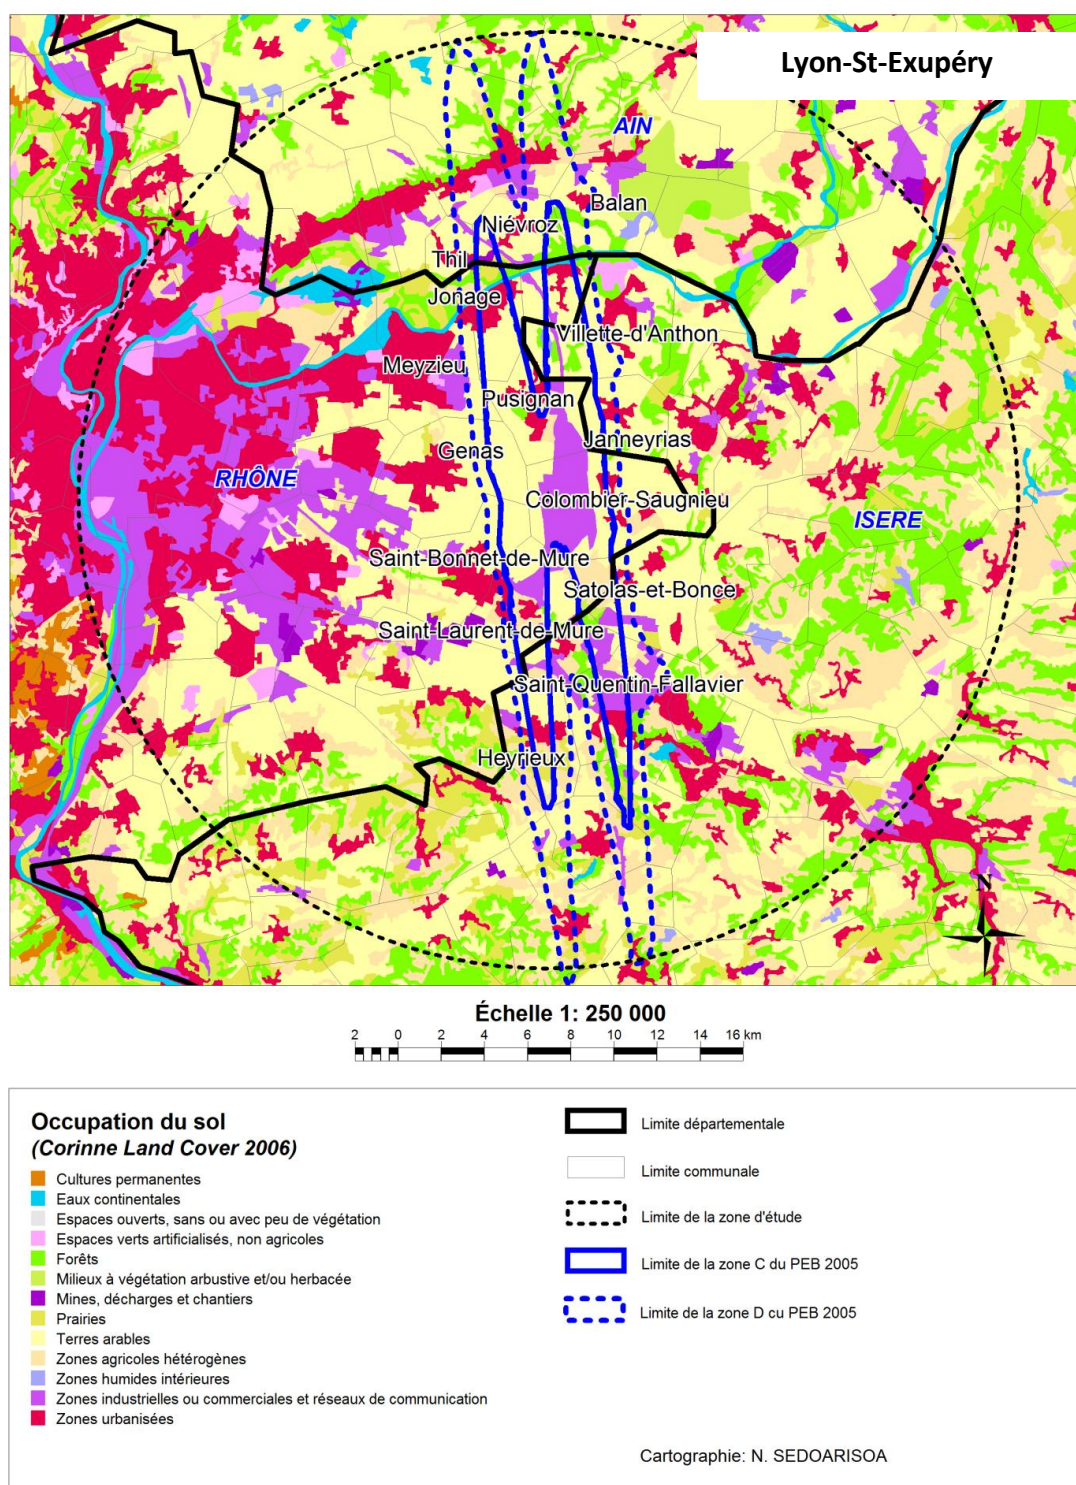 Lyon-St-Exupéry
AIN
Balan
Niévroz
Thil
Jonage
Villette-d'Anthon
Meyzieu
Pusignan
Janneyrias
Genas
RHÔNE
Colombier-Saugnieu
ISERE
Saint-Bonnet-de-Mure
Satolas-et-Bonce
Saint-Laurent-de-Mure
Saint-Quentin-Fallavier
Heyrieux
N
Échelle 1: 250 000
2 0 2 4 6 8 10 12 14 16 km
Occupation du sol
(Corinne Land Cover 2006)
Cultures permanentes
Eaux continentales
Espaces ouverts, sans ou avec peu de végétation
Espaces verts artificialisés, non agricoles
Forêts
Milieux à végétation arbustive et/ou herbacée
Mines, décharges et chantiers
Prairies
Terres arables
Zones agricoles hétérogènes
Zones humides intérieures
Zones industrielles ou commerciales et réseaux de communication
Zones urbanisées
Limite départementale
Limite communale
Limite de la zone d'étude
Limite de la zone C du PEB 2005
Limite de la zone D cu PEB 2005
Cartographie: N. SEDOARISOA